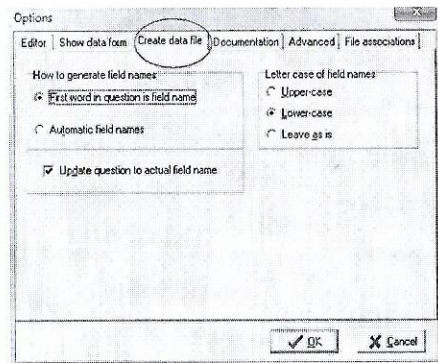 Options
Editor Show data form Create data file Documentation Advanced File associations
How to generate field names
First word in question is field name
Automatic field names
Update question to actual field name
Letter case of field names
Upper-case
Lower-case
Leave as is
OK Cancel